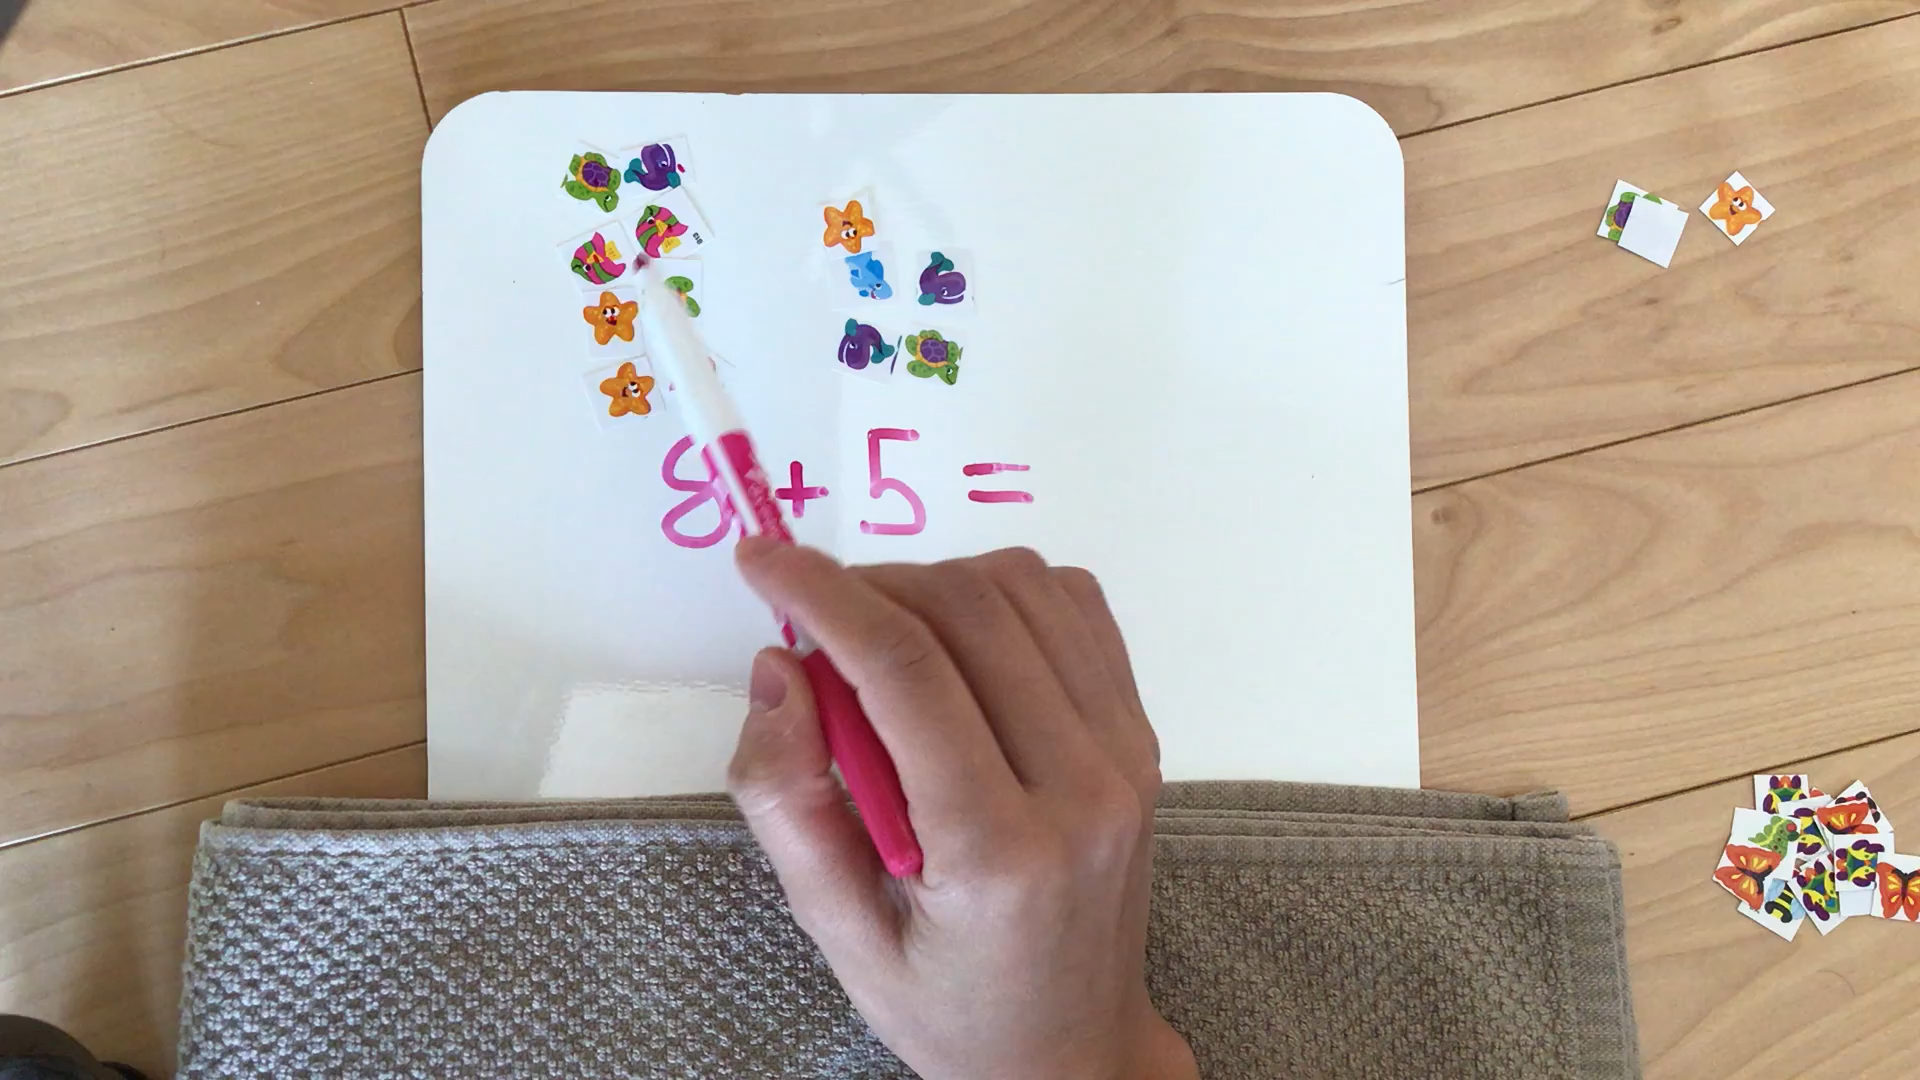 8 + 5 =